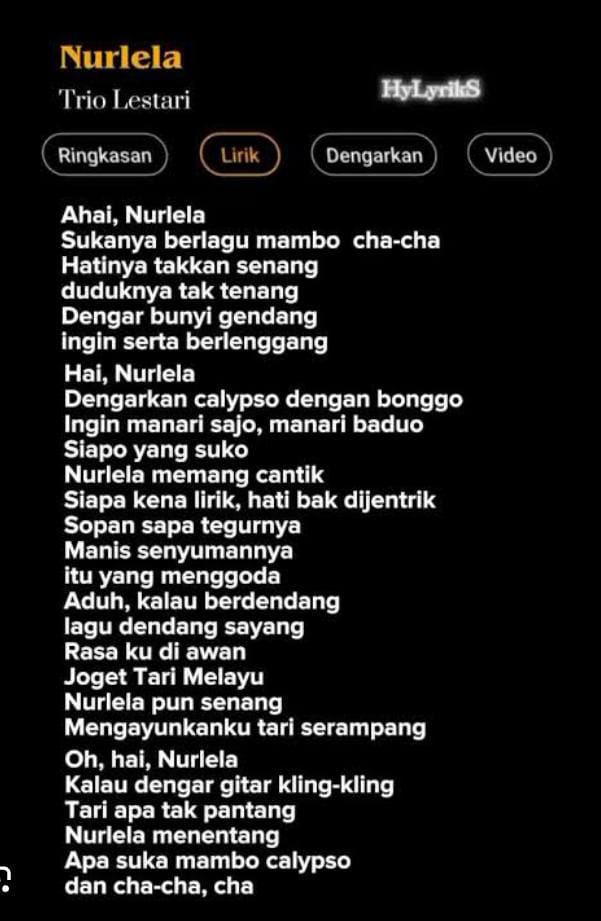 Nurlela
Trio Lestari
HyLyrikS
Ringkasan
Lirik
Dengarkan
Video
Ahai, Nurlela
Sukanya berlagu mambo cha-cha
Hatinya takkan senang
duduknya tak tenang
Dengar bunyi gendang
ingin serta berlenggang
Hai, Nurlela
Dengarkan calypso dengan bonggo
Ingin manari sajo, manari baduo
Siapo yang suko
Nurlela memang cantik
Siapa kena lirik, hati bak dijentrik
Sopan sapa tegurnya
Manis senyumannya
itu yang menggoda
Aduh, kalau berdendang
lagu dendang sayang
Rasa ku di awan
Joget Tari Melayu
Nurlela pun senang
Mengayunkanku tari serampang
Oh, hai, Nurlela
Kalau dengar gitar kling-kling
Tari apa tak pantang
Nurlela menentang
Apa suka mambo calypso
dan cha-cha, cha